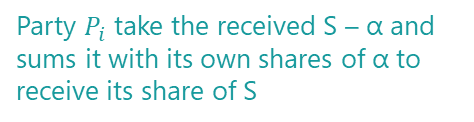 Party Pᵢ take the received S – α and
sums it with its own shares of α to
receive its share of S